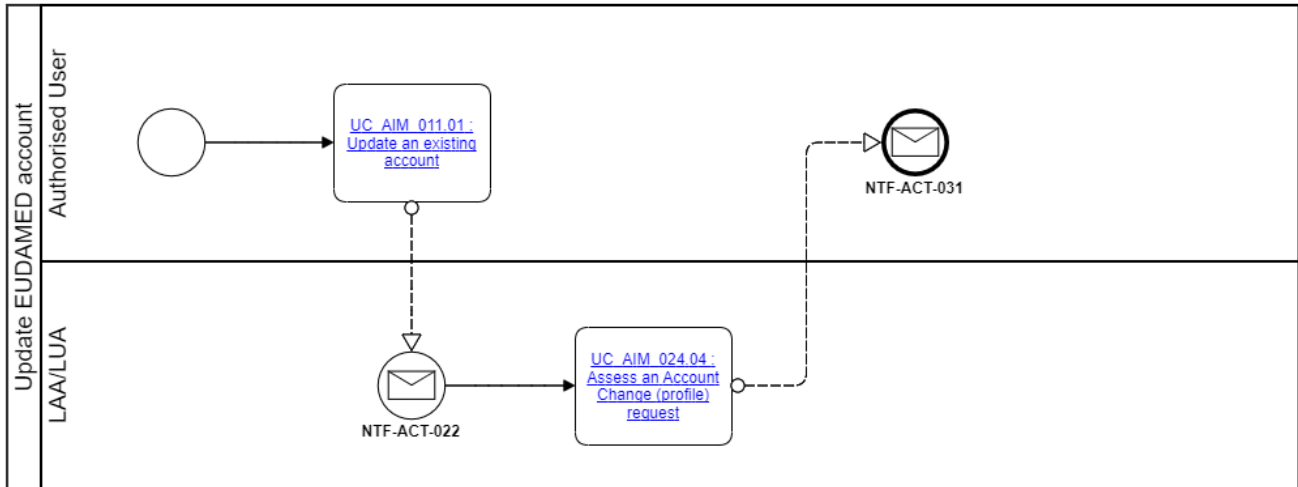 Update EUDAMED account
Authorised User
UC_AIM_011.01 :
Update an existing
account
NTF-ACT-031
LAA/LUA
NTF-ACT-022
UC_AIM_024.04 :
Assess an Account
Change (profile)
request